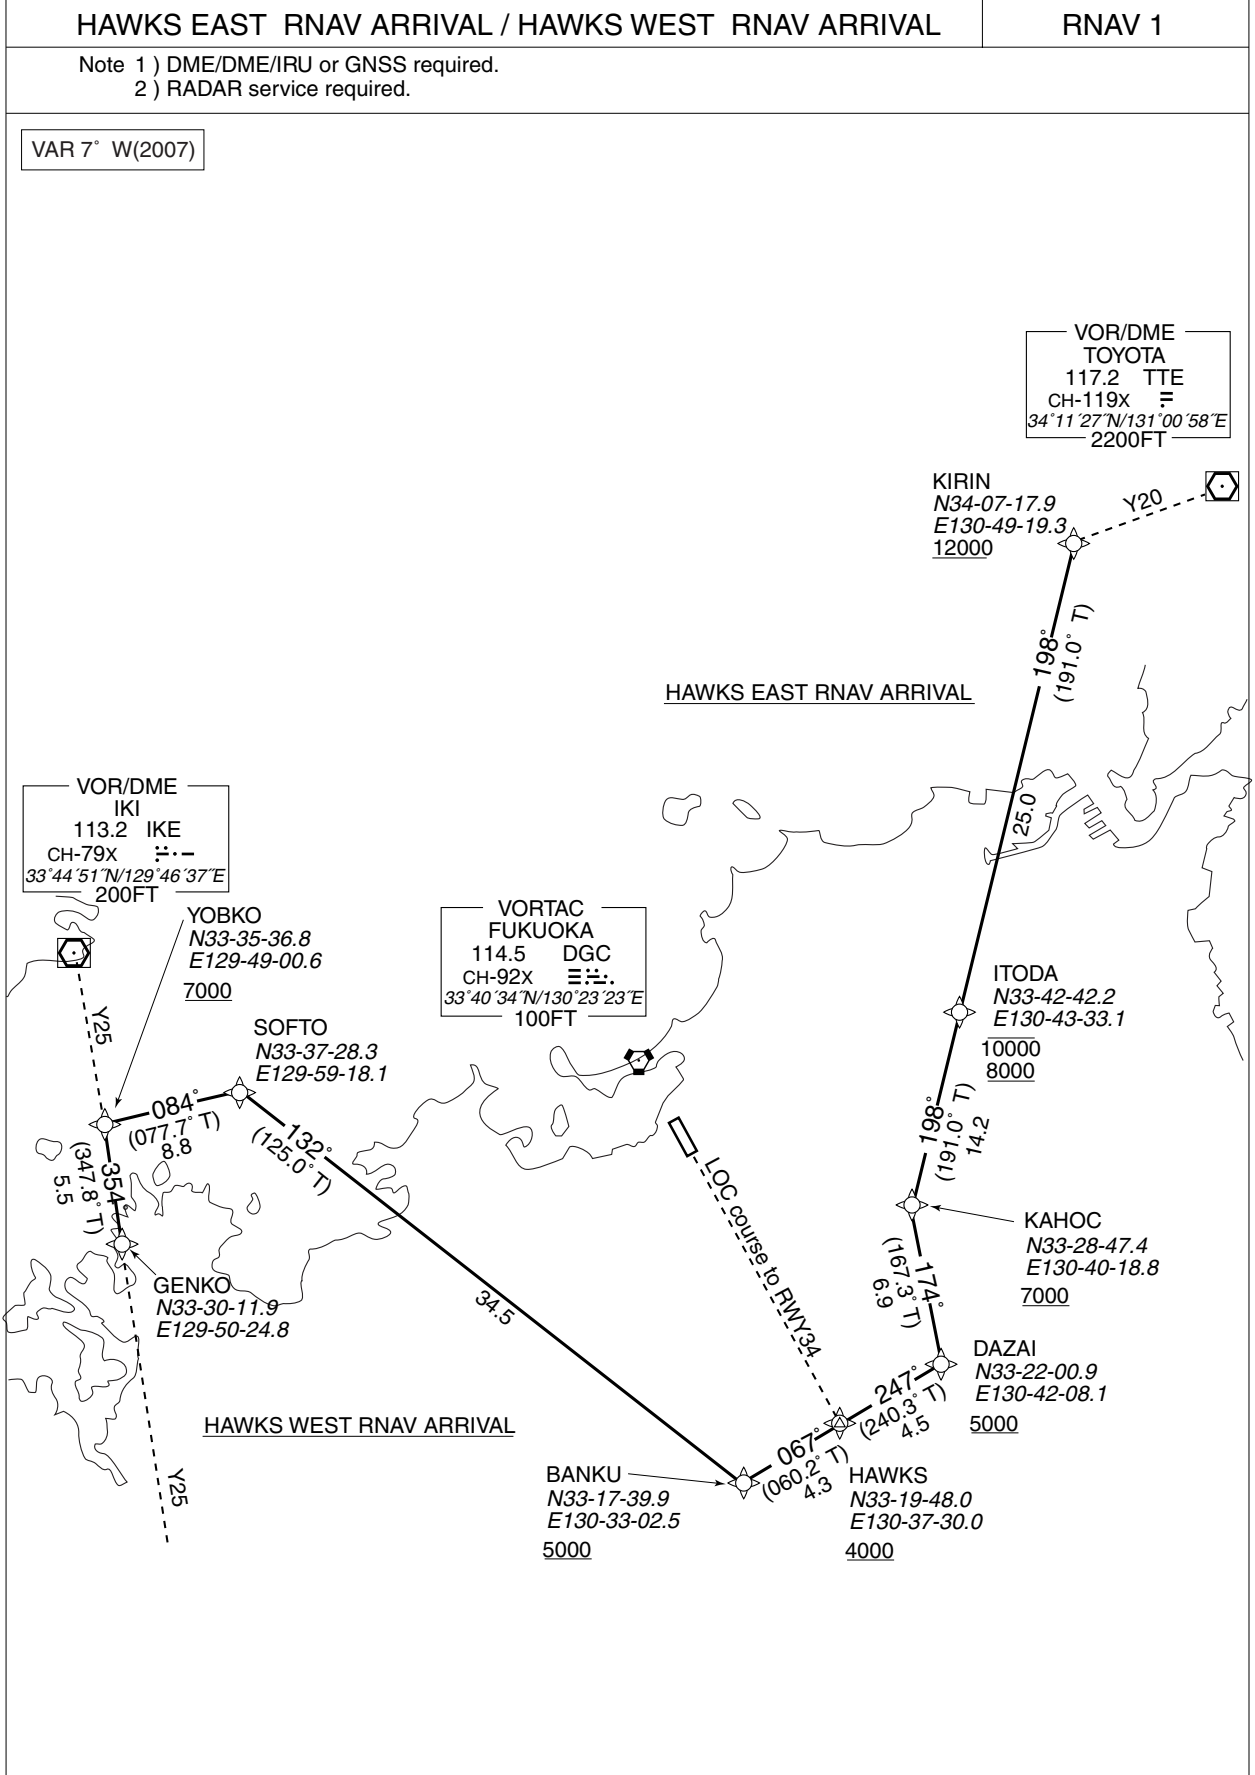 HAWKS EAST RNAV ARRIVAL / HAWKS WEST RNAV ARRIVAL
RNAV 1
Note 1 ) DME/DME/IRU or GNSS required.
2 ) RADAR service required.
VAR 7° W(2007)
VOR/DME
TOYOTA
117.2 TTE
CH-119X
34°11´27˝N/131°00´58˝E
2200FT
KIRIN
N34-07-17.9
E130-49-19.3
12000
Y20
198°
(191.0° T)
HAWKS EAST RNAV ARRIVAL
25.0
VOR/DME
IKI
113.2 IKE
CH-79X
33°44´51˝N/129°46´37˝E
200FT
YOBKO
N33-35-36.8
E129-49-00.6
7000
VORTAC
FUKUOKA
114.5 DGC
CH-92X
33°40´34˝N/130°23´23˝E
100FT
ITODA
N33-42-42.2
E130-43-33.1
10000
8000
Y25
SOFTO
N33-37-28.3
E129-59-18.1
084°
(077.7° T)
8.8
132°
(125.0° T)
354°
(347.8° T)
5.5
198°
(191.0° T)
14.2
LOC course to RWY34
KAHOC
N33-28-47.4
E130-40-18.8
7000
GENKO
N33-30-11.9
E129-50-24.8
34.5
174°
(167.3° T)
6.9
DAZAI
N33-22-00.9
E130-42-08.1
5000
247°
(240.3° T)
4.5
HAWKS WEST RNAV ARRIVAL
067°
(060.2° T)
4.3
Y25
BANKU
N33-17-39.9
E130-33-02.5
5000
HAWKS
N33-19-48.0
E130-37-30.0
4000